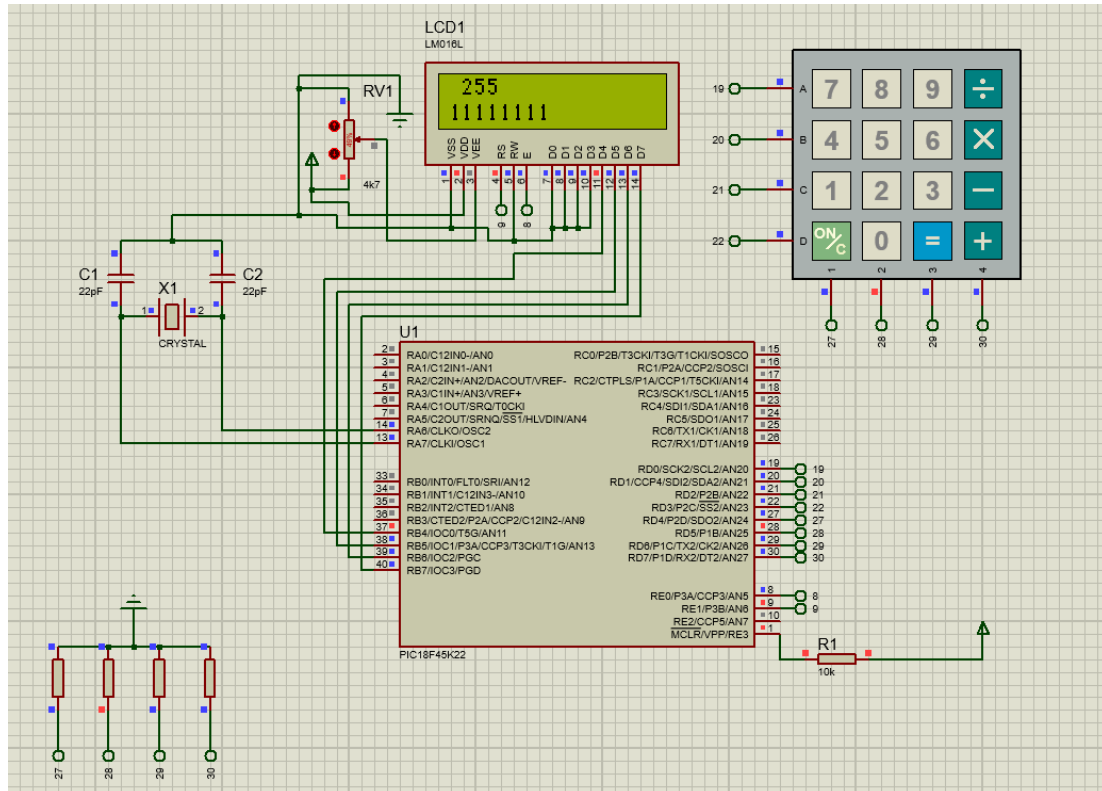 LCD1
LM016L
255
11111111
RV1
4k7
VSS
VDD
VEE
RS
RW
E
D0
D1
D2
D3
D4
D5
D6
D7
1
2
3
4
5
6
7
8
9
10
11
12
13
14
9
8
19
20
21
22
A
B
C
D
7
8
9
÷
4
5
6
×
1
2
3
−
ON/C
0
=
+
1
2
3
4
27
28
29
30
C1
22pF
C2
22pF
X1
1
2
CRYSTAL
U1
2 RA0/C12IN0-/AN0
3 RA1/C12IN1-/AN1
4 RA2/C2IN+/AN2/DACOUT/VREF-
5 RA3/C1IN+/AN3/VREF+
6 RA4/C1OUT/SRQ/T0CKI
7 RA5/C2OUT/SRNQ/SS1/HLVDIN/AN4
14 RA6/CLKO/OSC2
13 RA7/CLKI/OSC1
33 RB0/INT0/FLT0/SRI/AN12
34 RB1/INT1/C12IN3-/AN10
35 RB2/INT2/CTED1/AN8
36 RB3/CTED2/P2A/CCP2/C12IN2-/AN9
37 RB4/IOC0/T5G/AN11
38 RB5/IOC1/P3A/CCP3/T3CKI/T1G/AN13
39 RB6/IOC2/PGC
40 RB7/IOC3/PGD
RC0/P2B/T3CKI/T3G/T1CKI/SOSCO 15
RC1/P2A/CCP2/SOSCI 16
RC2/CTPLS/P1A/CCP1/T5CKI/AN14 17
RC3/SCK1/SCL1/AN15 18
RC4/SDI1/SDA1/AN16 23
RC5/SDO1/AN17 24
RC6/TX1/CK1/AN18 25
RC7/RX1/DT1/AN19 26
RD0/SCK2/SCL2/AN20 19 19
RD1/CCP4/SDI2/SDA2/AN21 20 20
RD2/P2B/AN22 21 21
RD3/P2C/SS2/AN23 22 22
RD4/P2D/SDO2/AN24 27 27
RD5/P1B/AN25 28 28
RD6/P1C/TX2/CK2/AN26 29 29
RD7/P1D/RX2/DT2/AN27 30 30
RE0/P3A/CCP3/AN5 8 8
RE1/P3B/AN6 9 9
RE2/CCP5/AN7 10
MCLR/VPP/RE3 1
PIC18F45K22
R1
10k
27
28
29
30